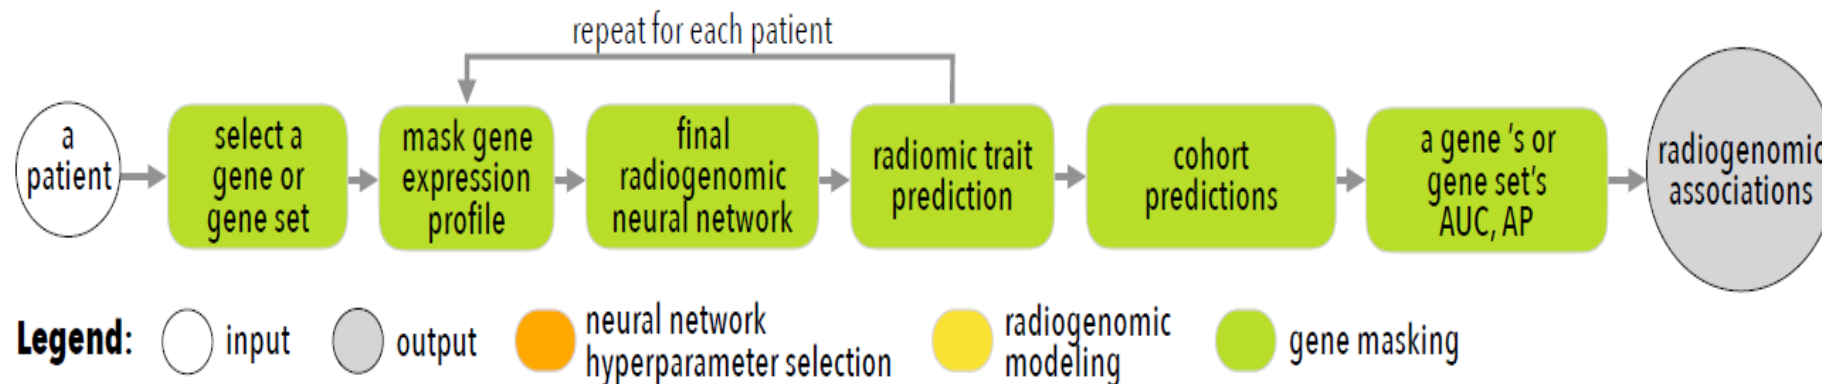 repeat for each patient
a
patient
select a
gene or
gene set
mask gene
expression
profile
final
radiogenomic
neural network
radiomic trait
prediction
cohort
predictions
a gene 's or
gene set's
AUC, AP
radiogenomic
associations
Legend:
input
output
neural network
hyperparameter selection
radiogenomic
modeling
gene masking